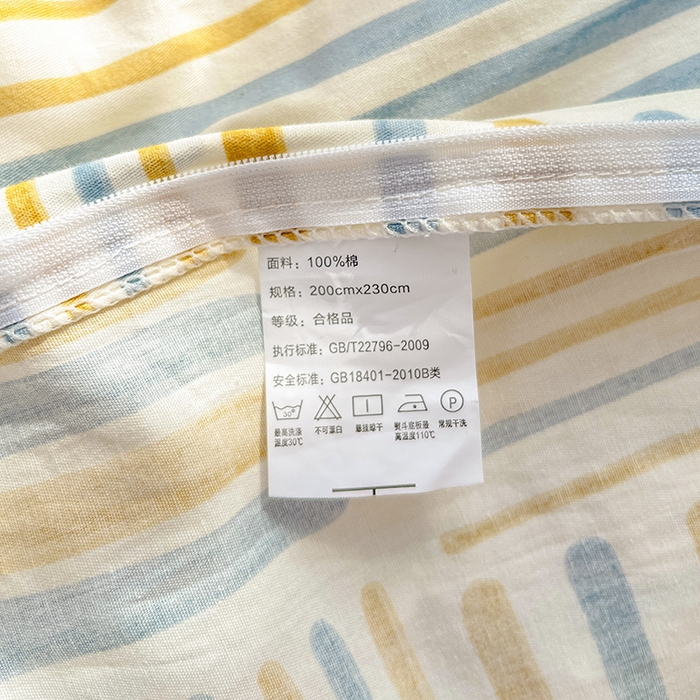 面料：100%棉
规格：200cmx230cm
等级：合格品
执行标准：GB/T22796-2009
安全标准：GB18401-2010B类
30°
P
最高洗涤 不可漂白 悬挂晾干 熨斗底板最 常规干洗
温度30℃ 高温度110℃